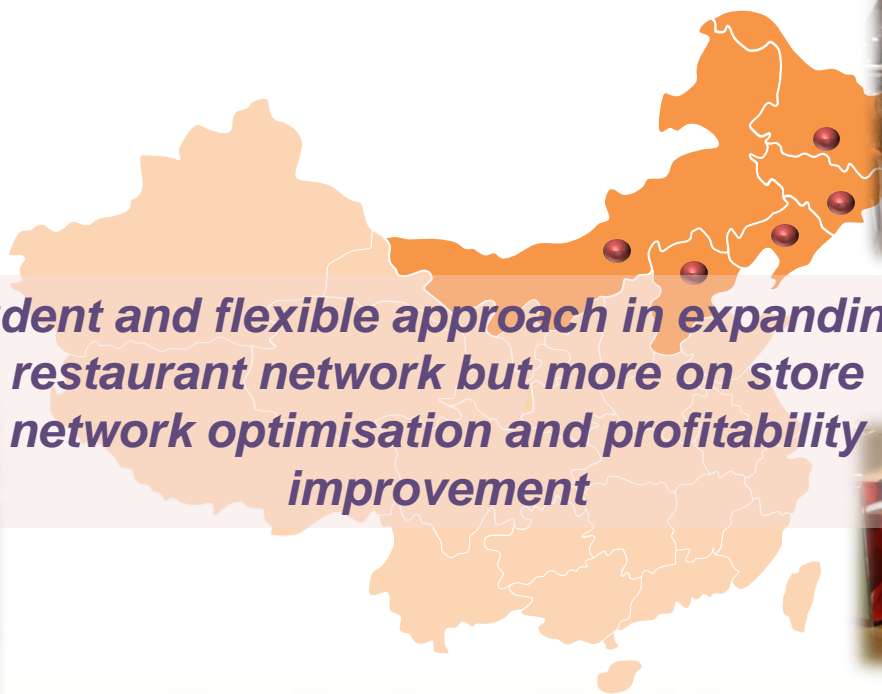 dent and flexible approach in expandin
restaurant network but more on store
network optimisation and profitability
improvement